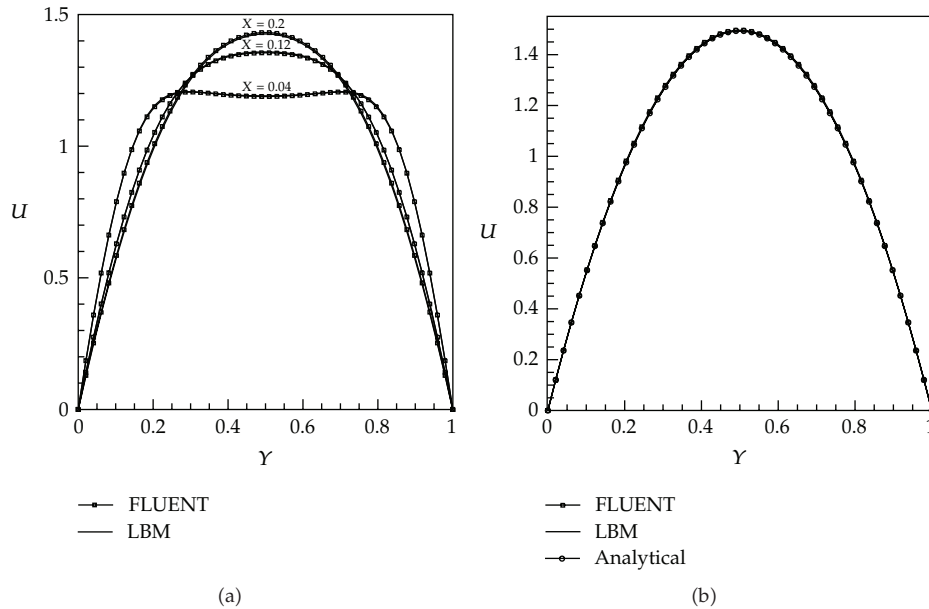 1.5
1
0.5
0
U
X = 0.2
X = 0.12
X = 0.04
0 0.2 0.4 0.6 0.8 1
Y
FLUENT
LBM
(a)
1.4
1.2
1
0.8
0.6
0.4
0.2
0
U
0 0.2 0.4 0.6 0.8 1
Y
FLUENT
LBM
Analytical
(b)